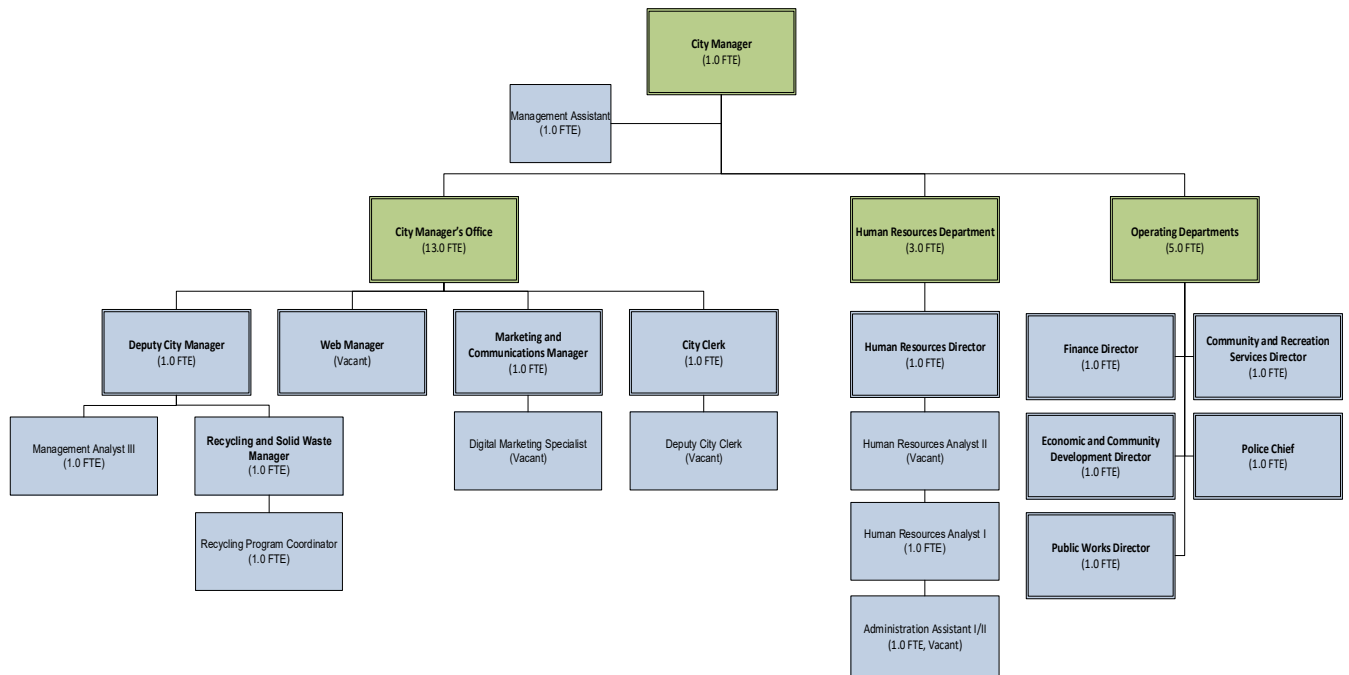 City Manager
(1.0 FTE)
Management Assistant
(1.0 FTE)
City Manager's Office
(13.0 FTE)
Human Resources Department
(3.0 FTE)
Operating Departments
(5.0 FTE)
Deputy City Manager
(1.0 FTE)
Web Manager
(Vacant)
Marketing and
Communications Manager
(1.0 FTE)
City Clerk
(1.0 FTE)
Human Resources Director
(1.0 FTE)
Finance Director
(1.0 FTE)
Community and Recreation
Services Director
(1.0 FTE)
Management Analyst III
(1.0 FTE)
Recycling and Solid Waste
Manager
(1.0 FTE)
Digital Marketing Specialist
(Vacant)
Deputy City Clerk
(Vacant)
Human Resources Analyst II
(Vacant)
Economic and Community
Development Director
(1.0 FTE)
Police Chief
(1.0 FTE)
Recycling Program Coordinator
(1.0 FTE)
Human Resources Analyst I
(1.0 FTE)
Public Works Director
(1.0 FTE)
Administration Assistant I/II
(1.0 FTE, Vacant)